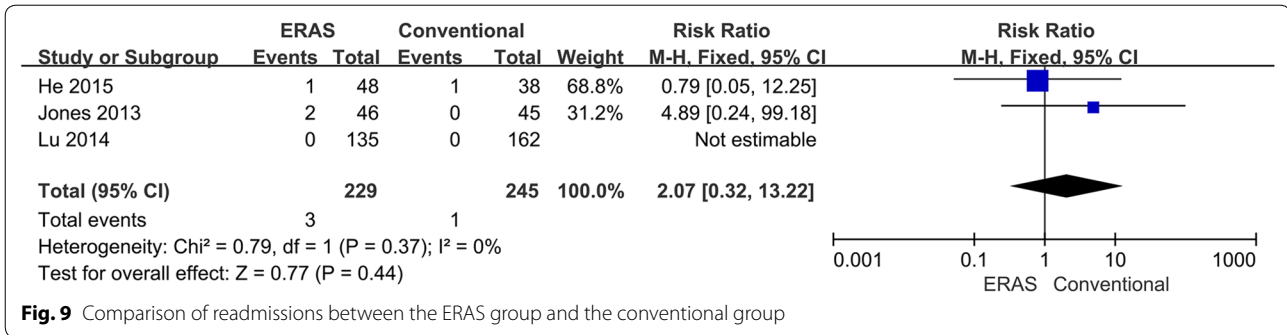 ERAS Conventional Risk Ratio Risk Ratio
Study or Subgroup Events Total Events Total Weight M-H, Fixed, 95% CI M-H, Fixed, 95% CI
He 2015 1 48 1 38 68.8% 0.79 [0.05, 12.25]
Jones 2013 2 46 0 45 31.2% 4.89 [0.24, 99.18]
Lu 2014 0 135 0 162 Not estimable
Total (95% CI) 229 245 100.0% 2.07 [0.32, 13.22]
Total events 3 1
Heterogeneity: Chi² = 0.79, df = 1 (P = 0.37); I² = 0%
Test for overall effect: Z = 0.77 (P = 0.44)
0.001 0.1 1 10 1000
ERAS Conventional
Fig. 9 Comparison of readmissions between the ERAS group and the conventional group